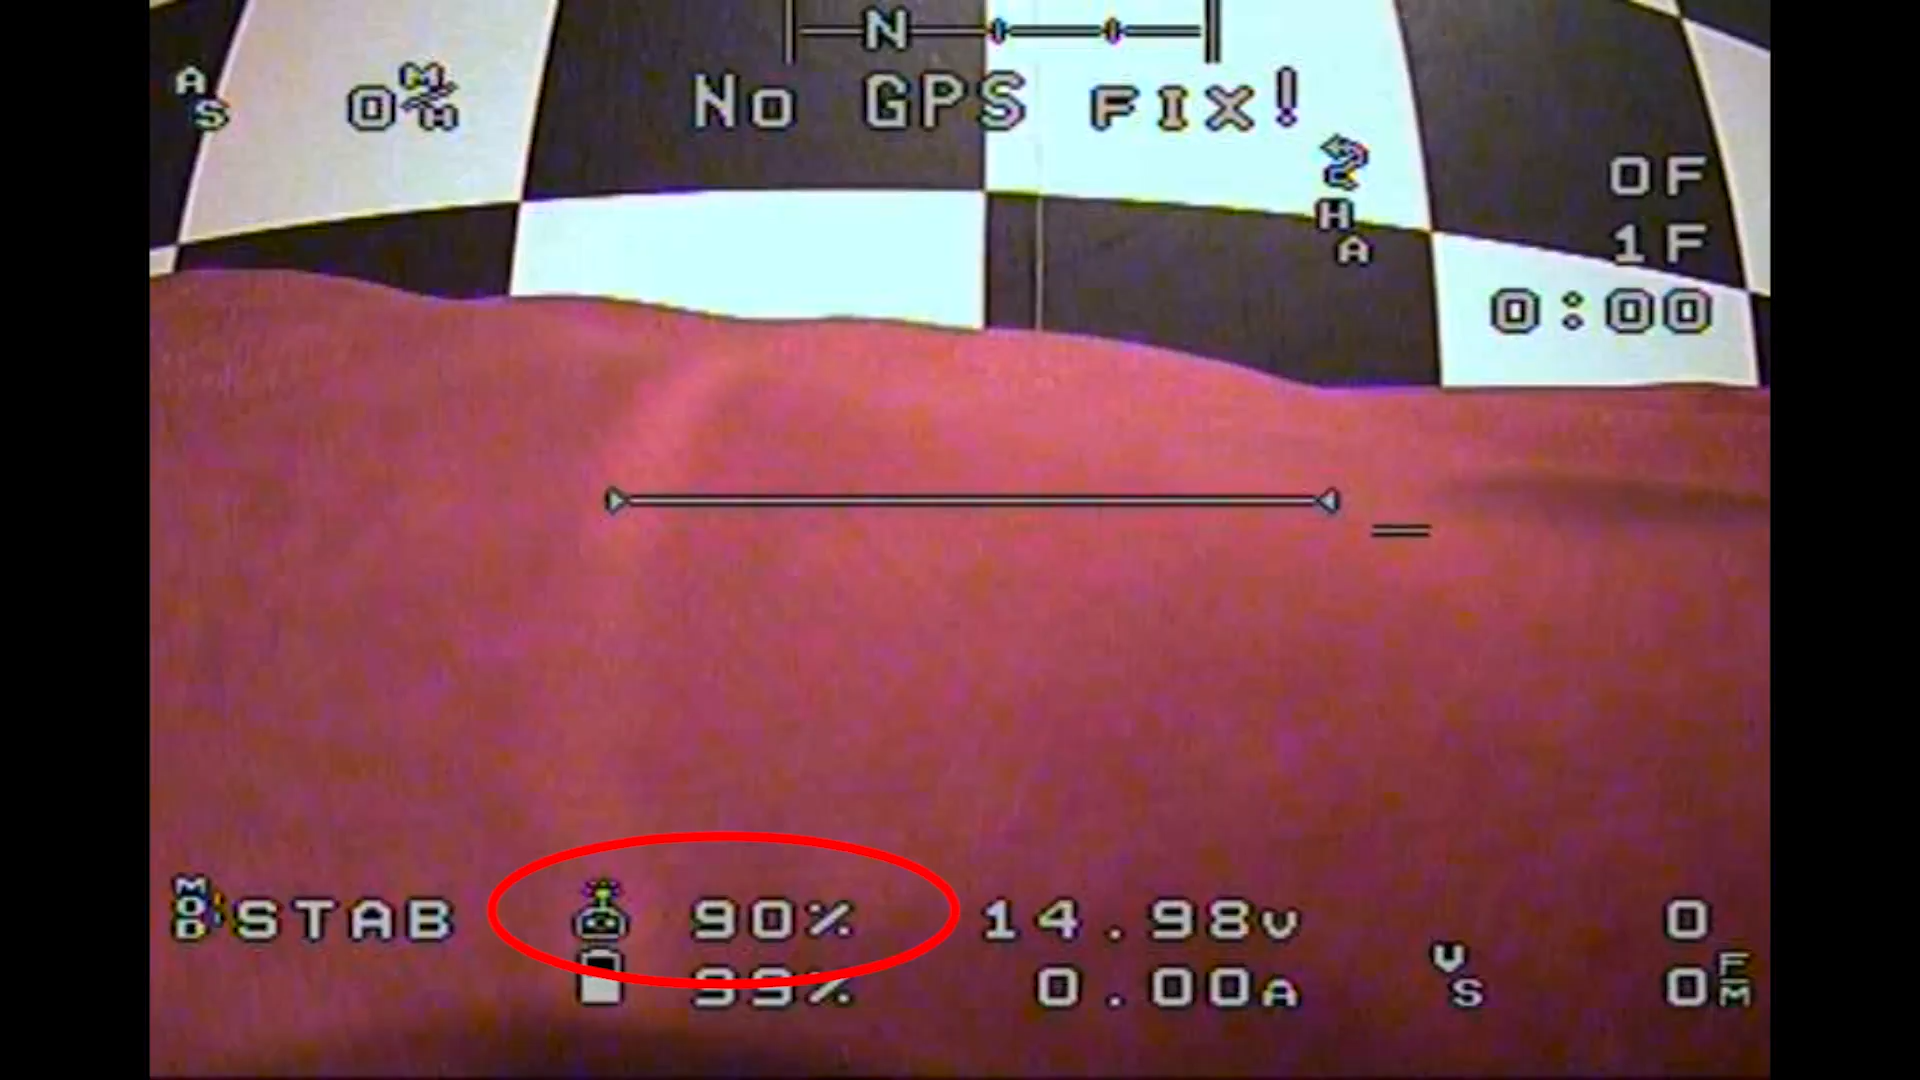 N
AS 0 M/H No GPS FIX!
HA 0F
1F
0:00
MOD:STAB 90% 14.98V 0
99% 0.00A VS 0 FM